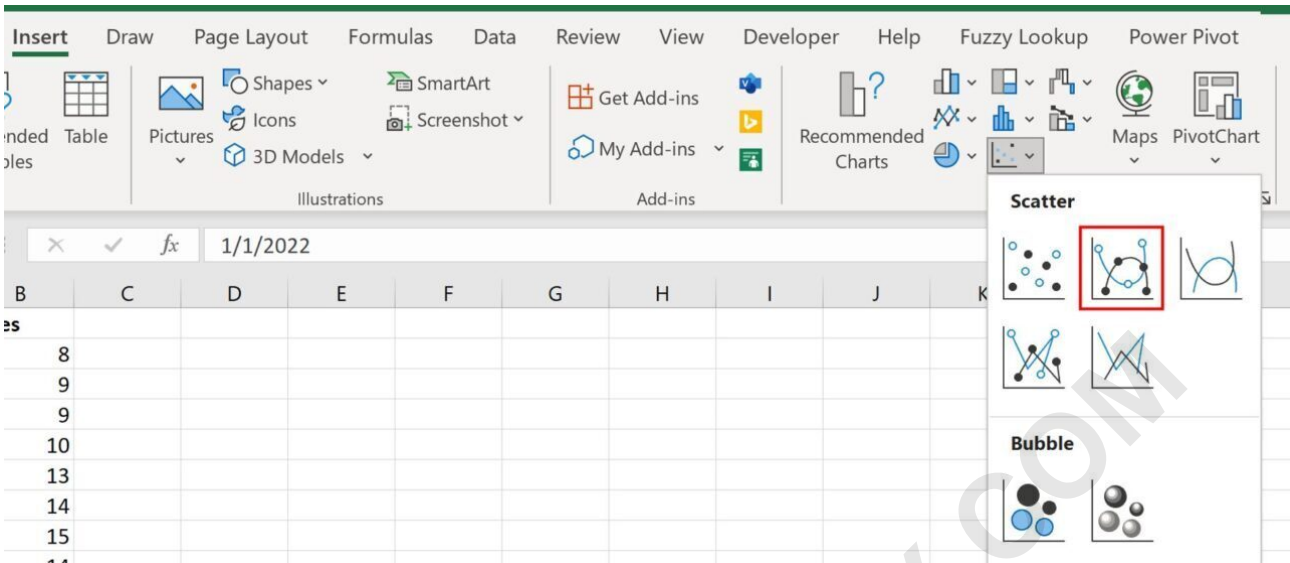 Insert Draw Page Layout Formulas Data Review View Developer Help Fuzzy Lookup Power Pivot
Shapes SmartArt
Get Add-ins
Icons
Screenshot
Table Pictures
Recommended
Charts
Maps PivotChart
3D Models
My Add-ins
Illustrations Add-ins
Scatter
fx 1/1/2022
B C D E F G H I J K
8
9
9
10
Bubble
13
14
15
COM